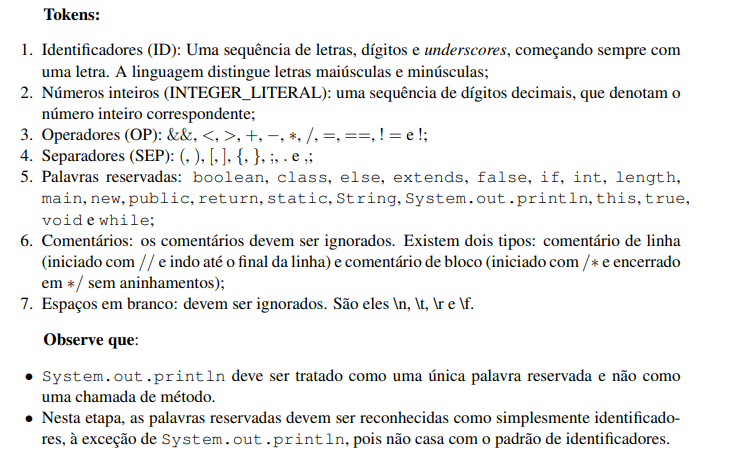 Tokens:
1. Identificadores (ID): Uma sequência de letras, dígitos e underscores, começando sempre com
uma letra. A linguagem distingue letras maiúsculas e minúsculas;
2. Números inteiros (INTEGER_LITERAL): uma sequência de dígitos decimais, que denotam o
número inteiro correspondente;
3. Operadores (OP): &&, <, >, +, −, ∗, /, =, ==, ! = e !;
4. Separadores (SEP): (, ), [, ], {, }, ;, . e ,;
5. Palavras reservadas: boolean, class, else, extends, false, if, int, length,
main, new, public, return, static, String, System.out.println, this, true,
void e while;
6. Comentários: os comentários devem ser ignorados. Existem dois tipos: comentário de linha
(iniciado com // e indo até o final da linha) e comentário de bloco (iniciado com /∗ e encerrado
em ∗/ sem aninhamentos);
7. Espaços em branco: devem ser ignorados. São eles \n, \t, \r e \f.
Observe que:
• System.out.println deve ser tratado como uma única palavra reservada e não como
uma chamada de método.
• Nesta etapa, as palavras reservadas devem ser reconhecidas como simplesmente identificado-
res, à exceção de System.out.println, pois não casa com o padrão de identificadores.